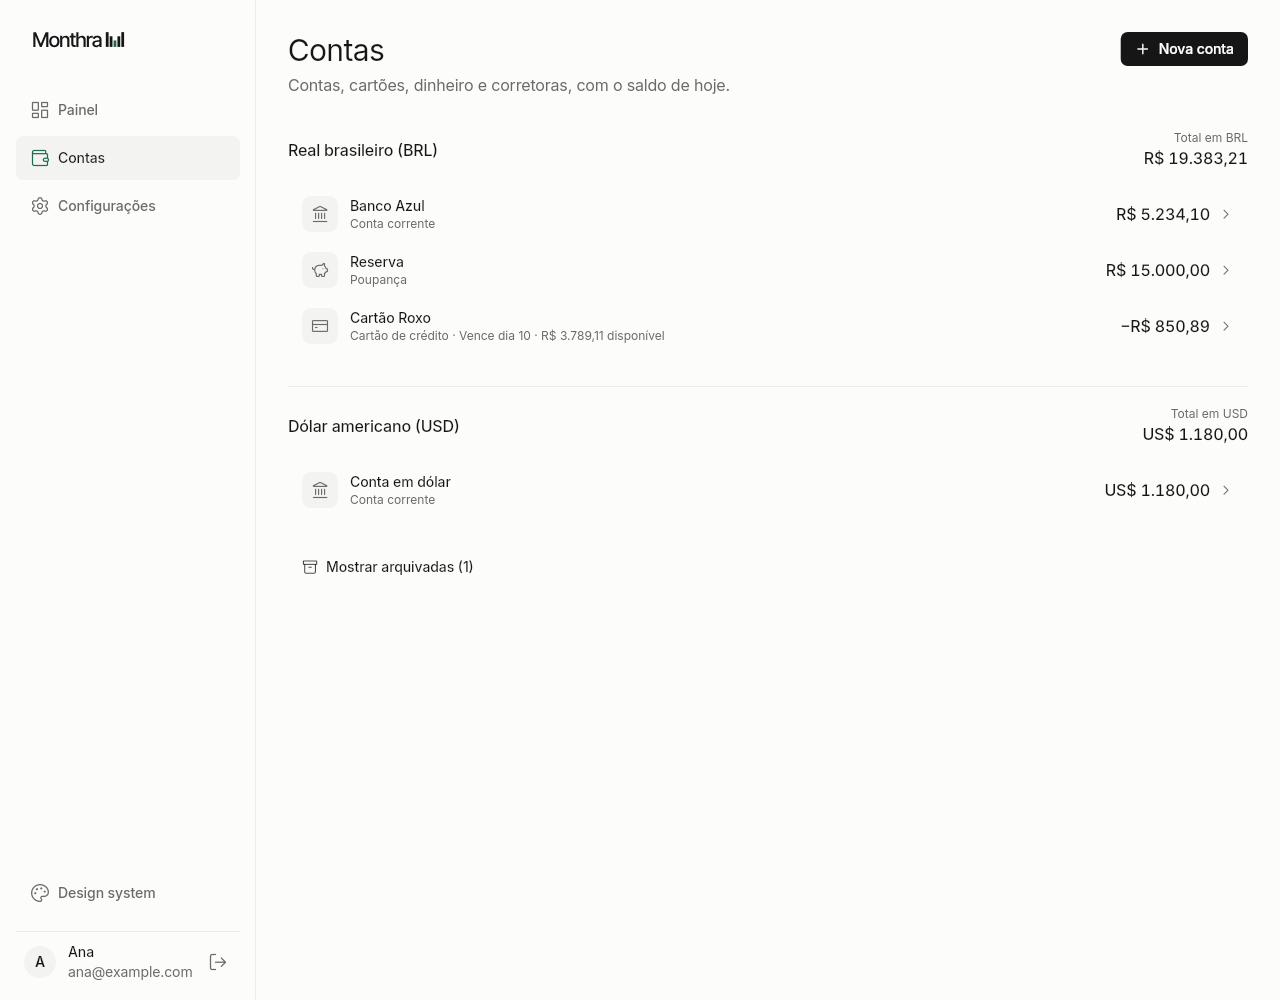 Monthra
Painel
Contas
Configurações
Design system
A
Ana
ana@example.com
Contas
Contas, cartões, dinheiro e corretoras, com o saldo de hoje.
Nova conta
Real brasileiro (BRL)
Total em BRL
R$ 19.383,21
Banco Azul
Conta corrente
R$ 5.234,10
Reserva
Poupança
R$ 15.000,00
Cartão Roxo
Cartão de crédito · Vence dia 10 · R$ 3.789,11 disponível
−R$ 850,89
Dólar americano (USD)
Total em USD
US$ 1.180,00
Conta em dólar
Conta corrente
US$ 1.180,00
Mostrar arquivadas (1)